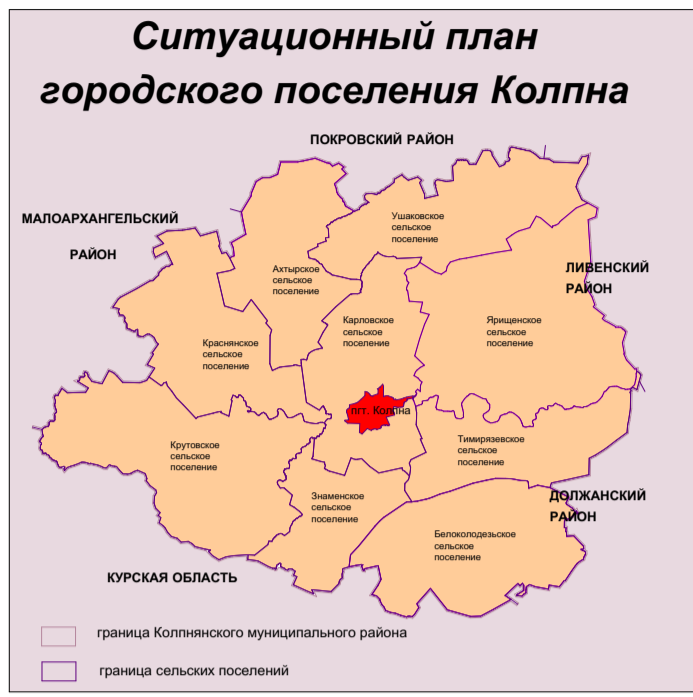 Ситуационный план
городского поселения Колпна
ПОКРОВСКИЙ РАЙОН
МАЛОАРХАНГЕЛЬСКИЙ
РАЙОН
Ушаковское
сельское
поселение
ЛИВЕНСКИЙ
РАЙОН
Ахтырское
сельское
поселение
Карловское
сельское
поселение
Ярищенское
сельское
поселение
Краснянское
сельское
поселение
пгт. Колпна
Крутовское
сельское
поселение
Тимирязевское
сельское
поселение
Знаменское
сельское
поселение
ДОЛЖАНСКИЙ
РАЙОН
Белоколодезьское
сельское
поселение
КУРСКАЯ ОБЛАСТЬ
граница Колпнянского муниципального района
граница сельских поселений